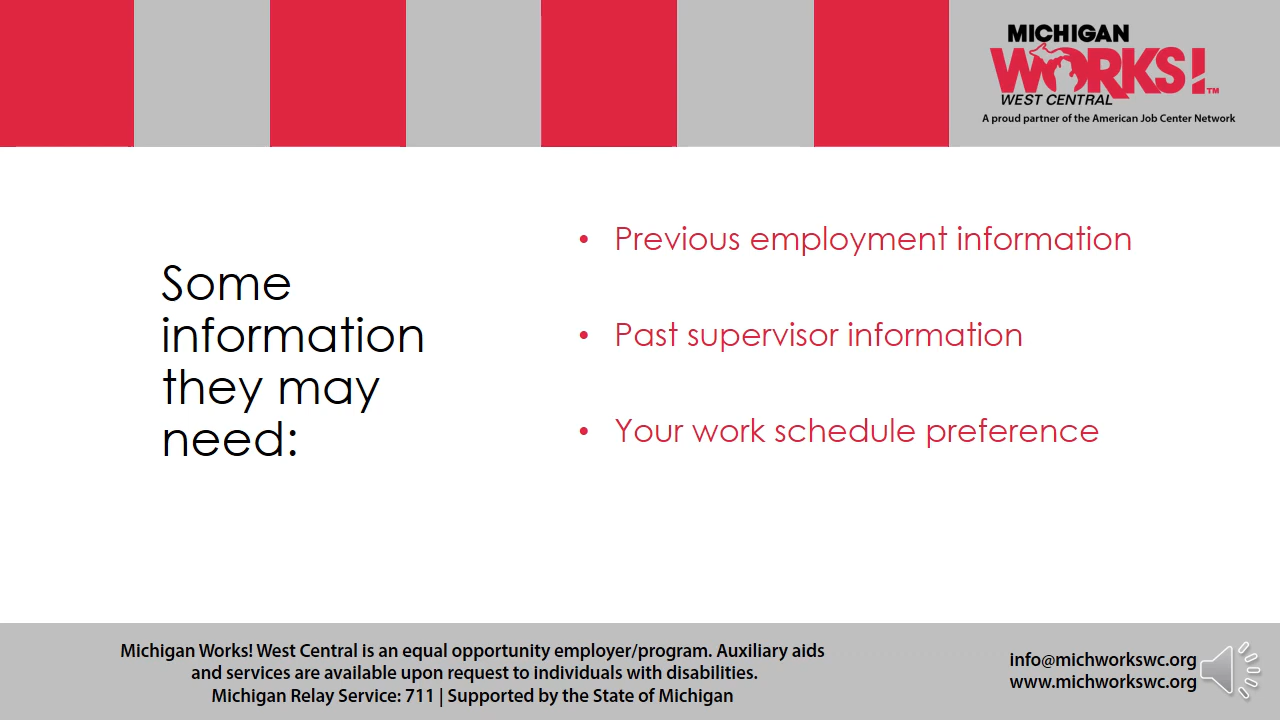 MICHIGAN
WORKS!™
WEST CENTRAL
A proud partner of the American Job Center Network
Some
information
they may
need:
• Previous employment information
• Past supervisor information
• Your work schedule preference
Michigan Works! West Central is an equal opportunity employer/program. Auxiliary aids
and services are available upon request to individuals with disabilities.
Michigan Relay Service: 711 | Supported by the State of Michigan
info@michworkswc.org
www.michworkswc.org